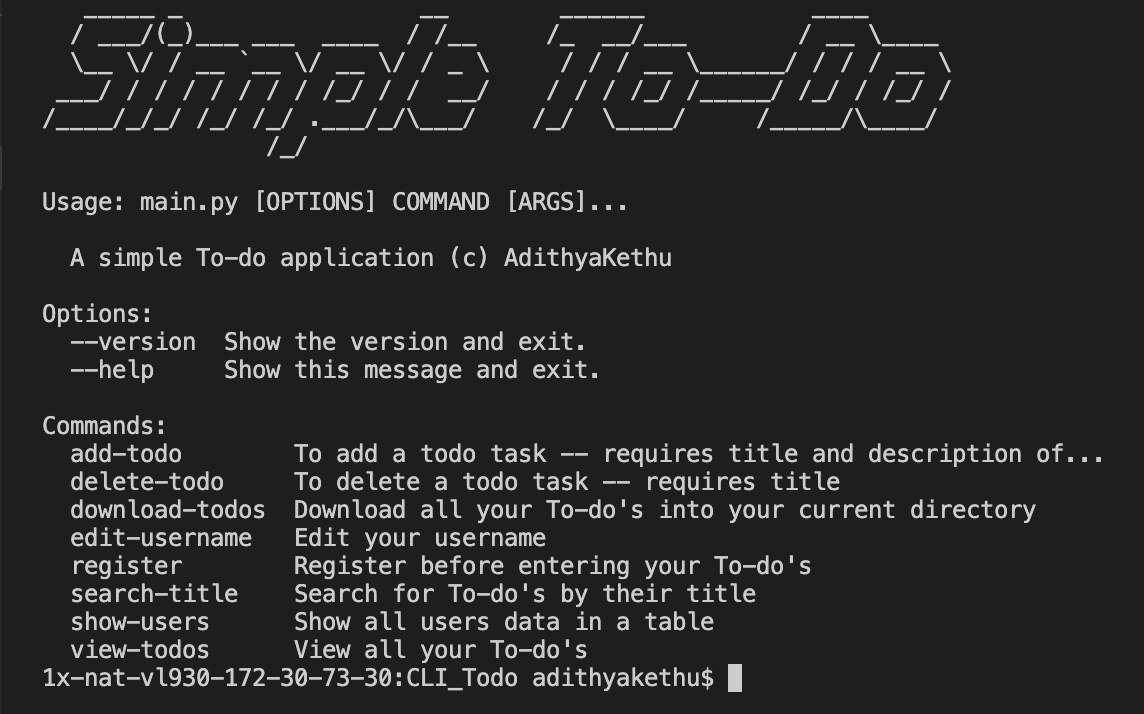 Simple To-Do
Usage: main.py [OPTIONS] COMMAND [ARGS]...
A simple To-do application (c) AdithyaKethu
Options:
--version  Show the version and exit.
--help     Show this message and exit.
Commands:
add-todo        To add a todo task -- requires title and description of...
delete-todo     To delete a todo task -- requires title
download-todos  Download all your To-do's into your current directory
edit-username   Edit your username
register        Register before entering your To-do's
search-title    Search for To-do's by their title
show-users      Show all users data in a table
view-todos      View all your To-do's
1x-nat-vl930-172-30-73-30:CLI_Todo adithyakethu$